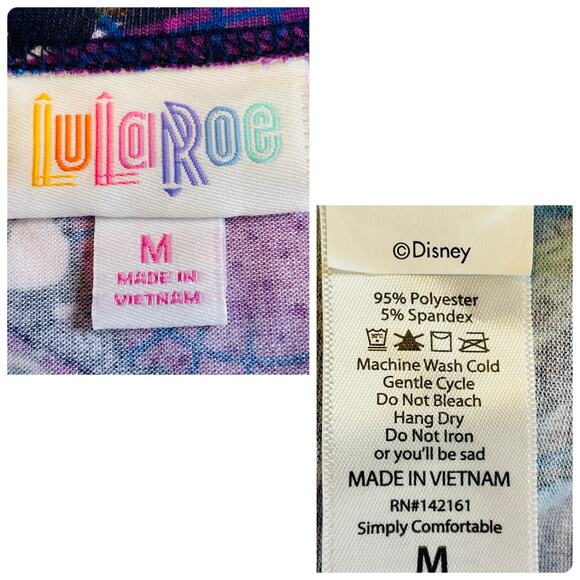 LuLaRoe
M
MADE IN
VIETNAM
©Disney
95% Polyester
5% Spandex
30°C
Machine Wash Cold
Gentle Cycle
Do Not Bleach
Hang Dry
Do Not Iron
or you'll be sad
MADE IN VIETNAM
RN#142161
Simply Comfortable
M